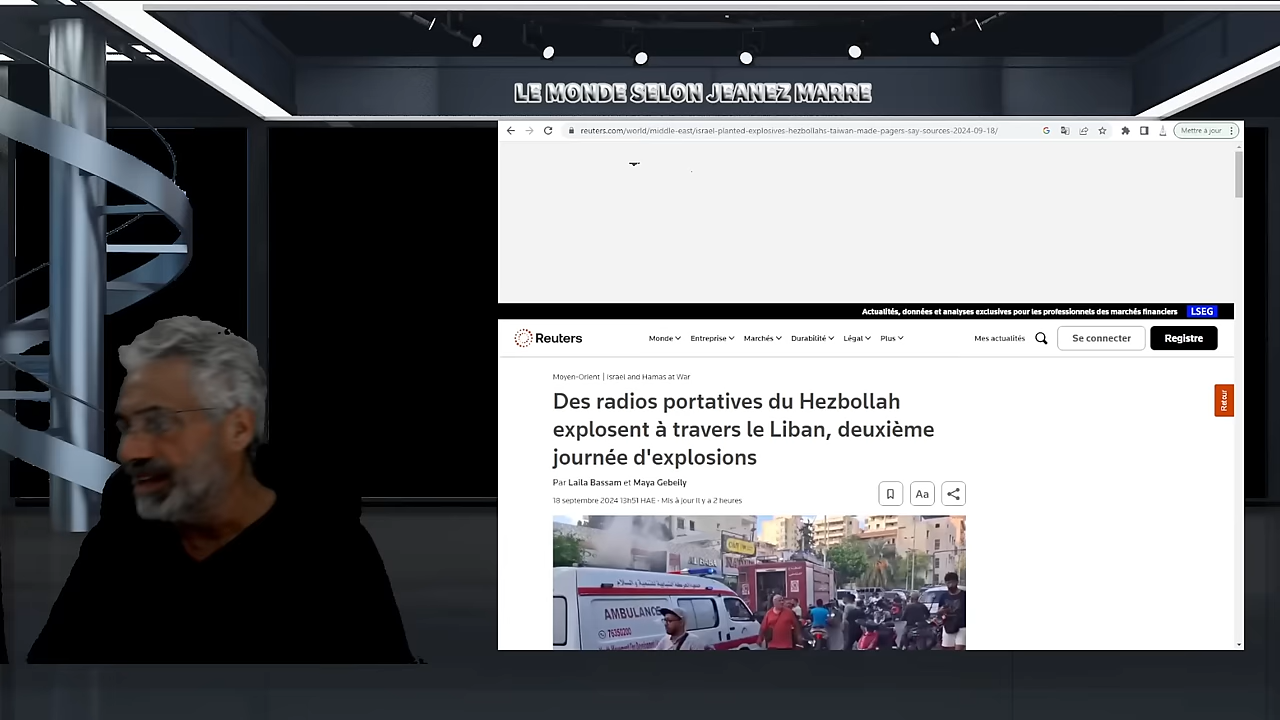 LE MONDE SELON JEANEZ MARRE
reuters.com/world/middle-east/israel-planted-explosives-hezbollahs-taiwan-made-pagers-say-sources-2024-09-18/
Mettre à jour
Actualités, données et analyses exclusives pour les professionnels des marchés financiers LSEG
Reuters Monde Entreprise Marchés Durabilité Légal Plus Mes actualités Se connecter Registre
Moyen-Orient | Israel and Hamas at War
Retour
Des radios portatives du Hezbollah
explosent à travers le Liban, deuxième
journée d'explosions
Par Laila Bassam et Maya Gebeily
18 septembre 2024 13h51 HAE · Mis à jour il y a 2 heures
Aa
AMBULANCE
76350200